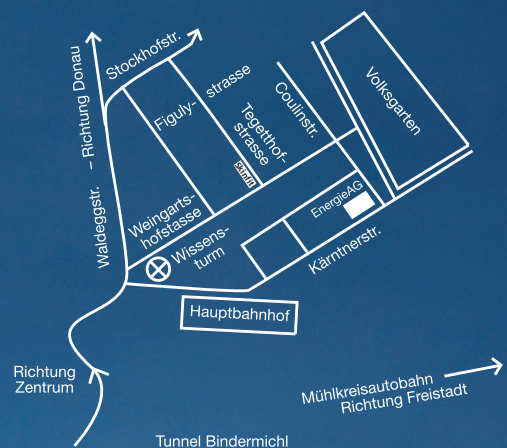 Stockhofstr.
Waldeggstr. – Richtung Donau
Figuly-
strasse
Tegetthof-
strasse
Coulinstr.
Volksgarten
skinfit
Weingarts-
hofstasse
Wissens-
turm
EnergieAG
Kärntnerstr.
Hauptbahnhof
Richtung
Zentrum
Mühlkreisautobahn
Richtung Freistadt
Tunnel Bindermichl